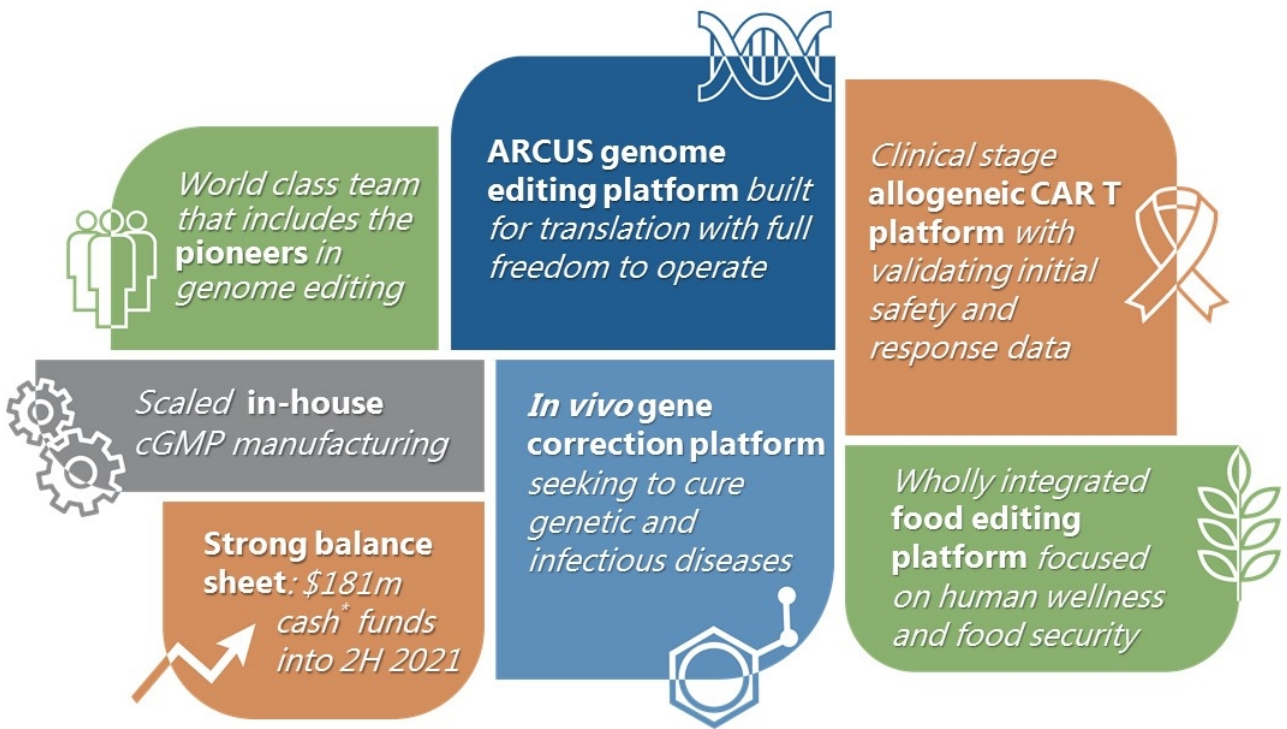 World class team
that includes the
pioneers in
genome editing
ARCUS genome
editing platform built
for translation with full
freedom to operate
Clinical stage
allogeneic CAR T
platform with
validating initial
safety and
response data
Scaled in-house
cGMP manufacturing
In vivo gene
correction platform
seeking to cure
genetic and
infectious diseases
Wholly integrated
food editing
platform focused
on human wellness
and food security
Strong balance
sheet: $181m
cash* funds
into 2H 2021